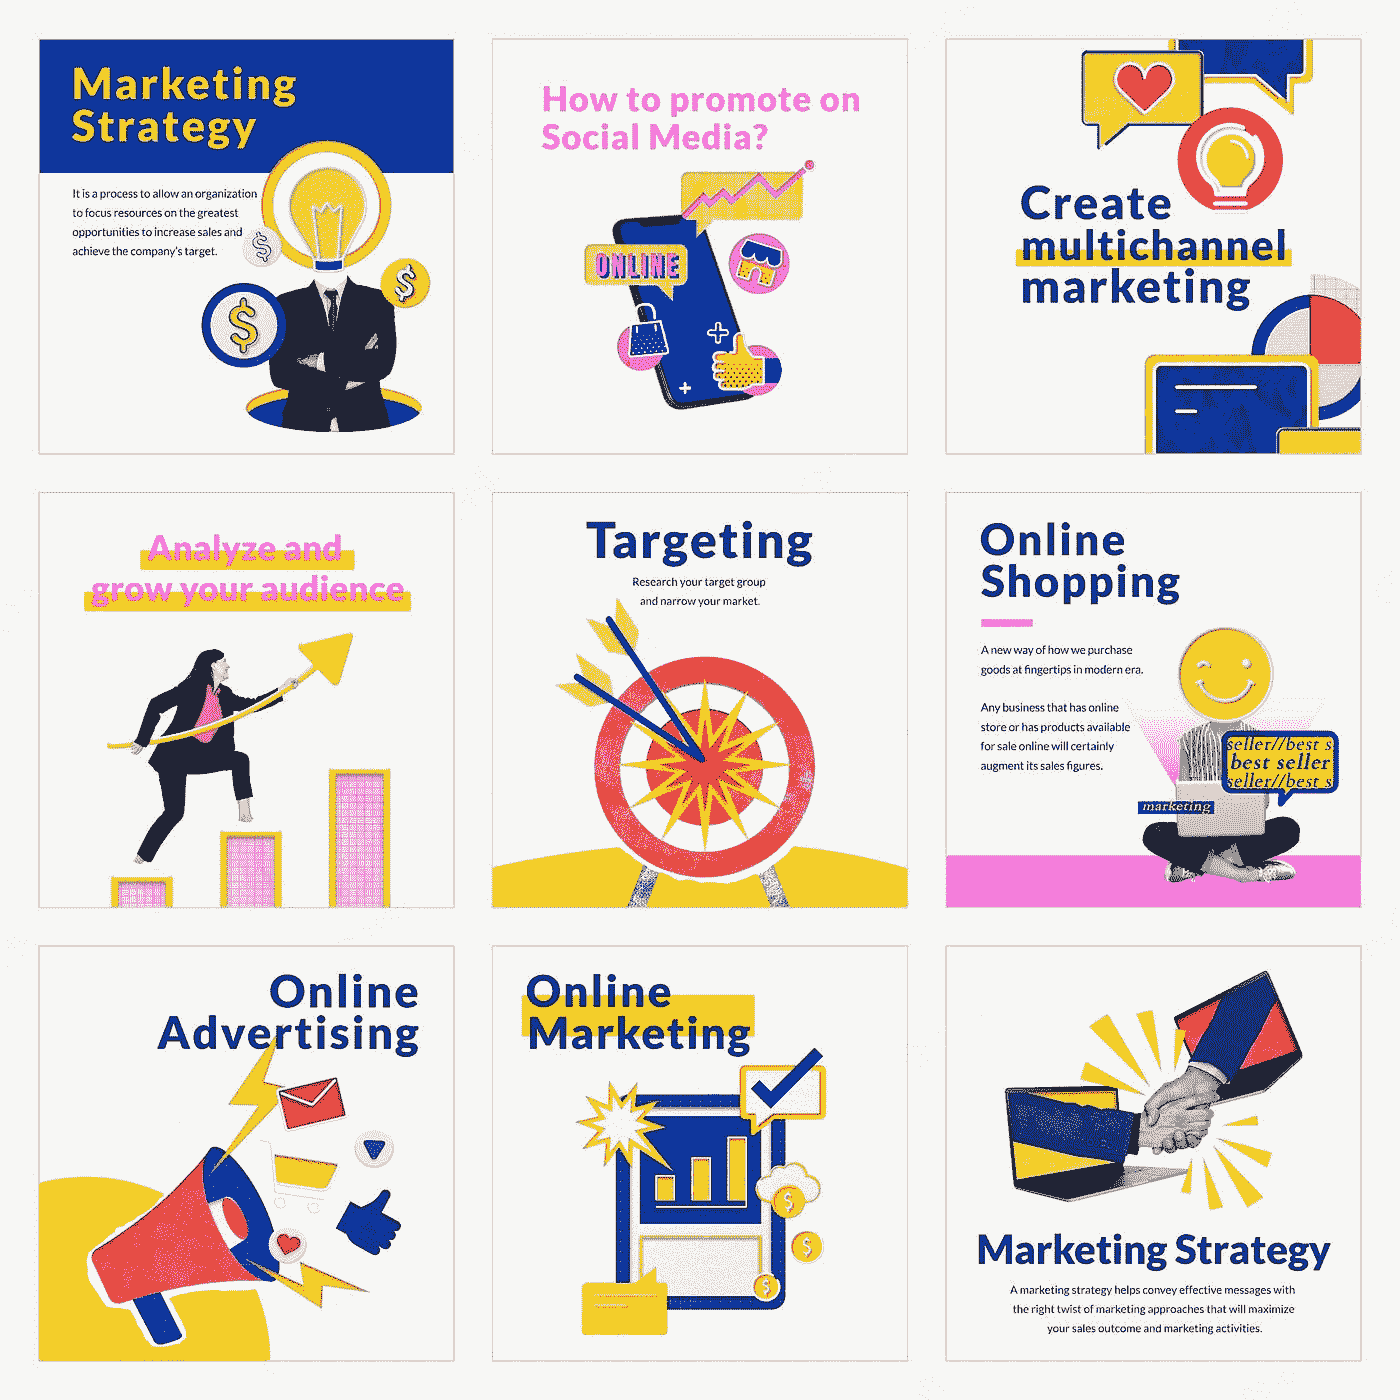 Marketing
Strategy
It is a process to allow an organization
to focus resources on the greatest
opportunities to increase sales and
achieve the company's target.
How to promote on
Social Media?
ONLINE
Create
multichannel
marketing
Analyze and
grow your audience
Targeting
Research your target group
and narrow your market.
Online
Shopping
A new way of how we purchase
goods at fingertips in modern era.
Any business that has online
store or has products available
for sale online will certainly
augment its sales figures.
seller//best s
best seller
seller//best s
marketing
Online
Advertising
Online
Marketing
Marketing Strategy
A marketing strategy helps convey effective messages with
the right twist of marketing approaches that will maximize
your sales outcome and marketing activities.